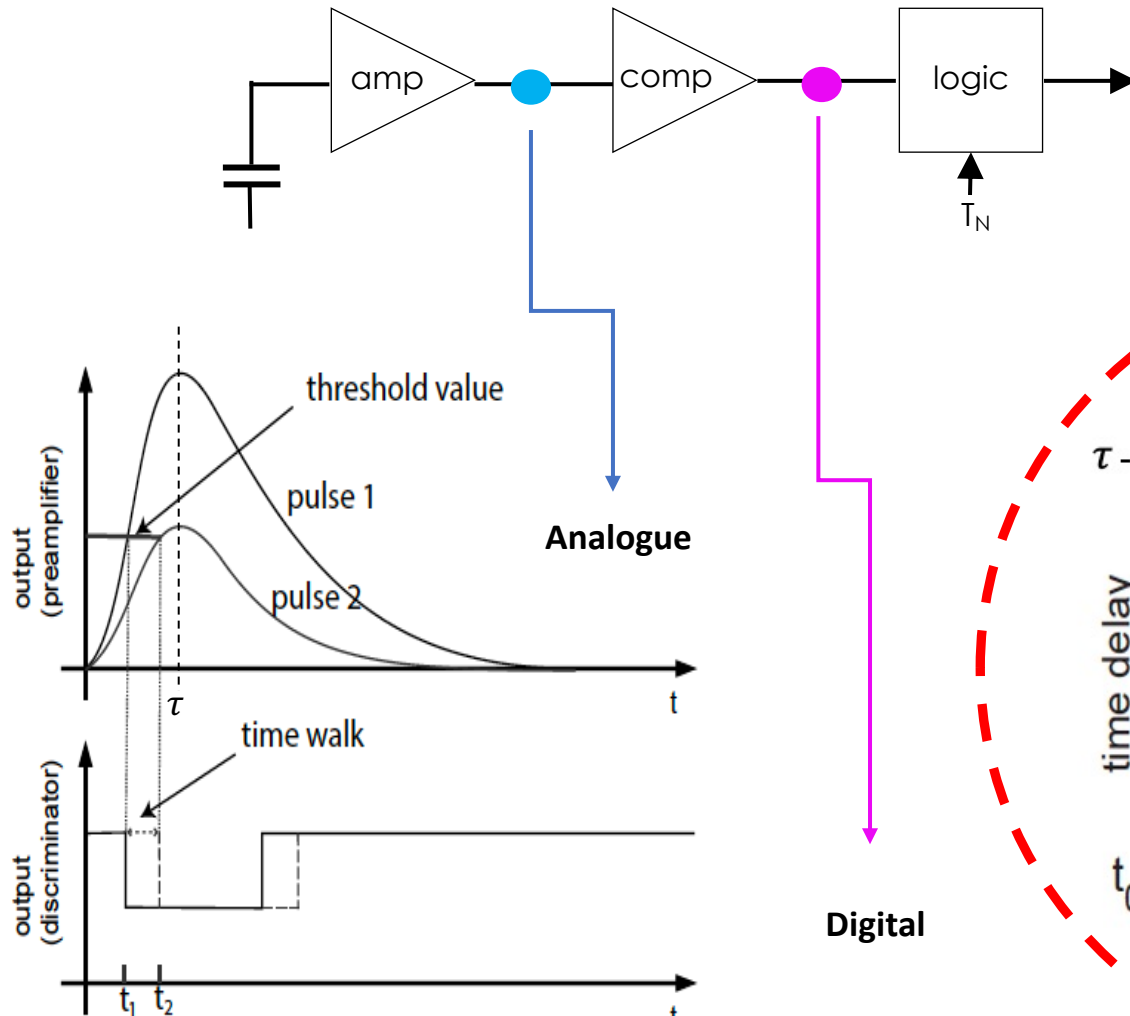 amp
comp
logic
T_N
threshold value
pulse 1
pulse 2
output
(preamplifier)
τ
t
Analogue
time walk
output
(discriminator)
t₁ t₂
t
Digital
τ
time delay
t₀